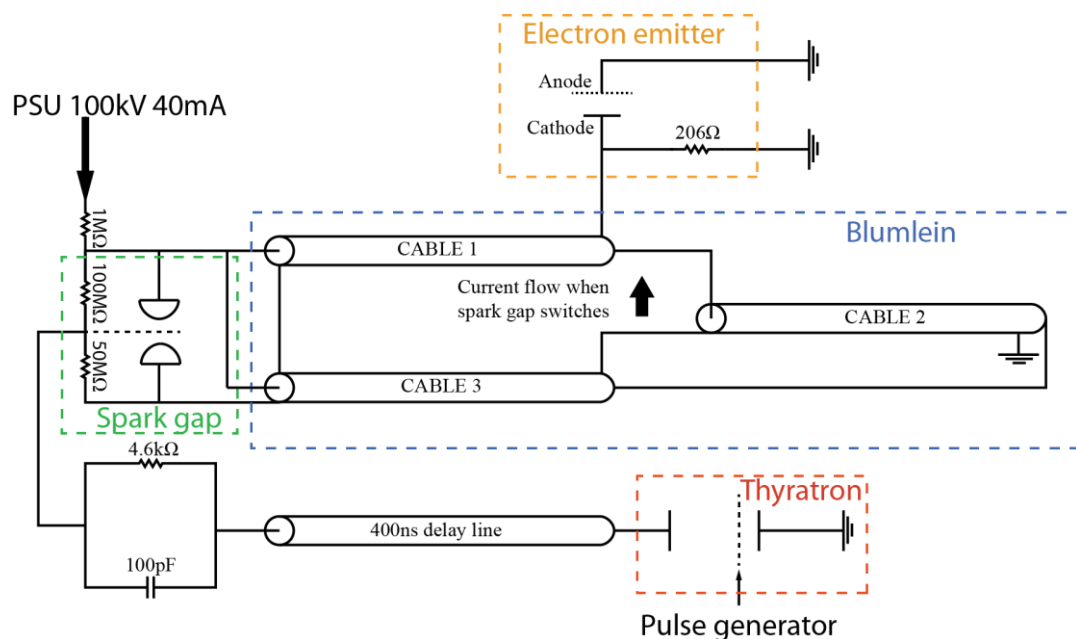 Electron emitter
PSU 100kV 40mA
Anode
Cathode
206Ω
1MΩ
100MΩ
50MΩ
Spark gap
Blumlein
CABLE 1
Current flow when
spark gap switches
CABLE 2
CABLE 3
4.6kΩ
100pF
400ns delay line
Thyratron
Pulse generator